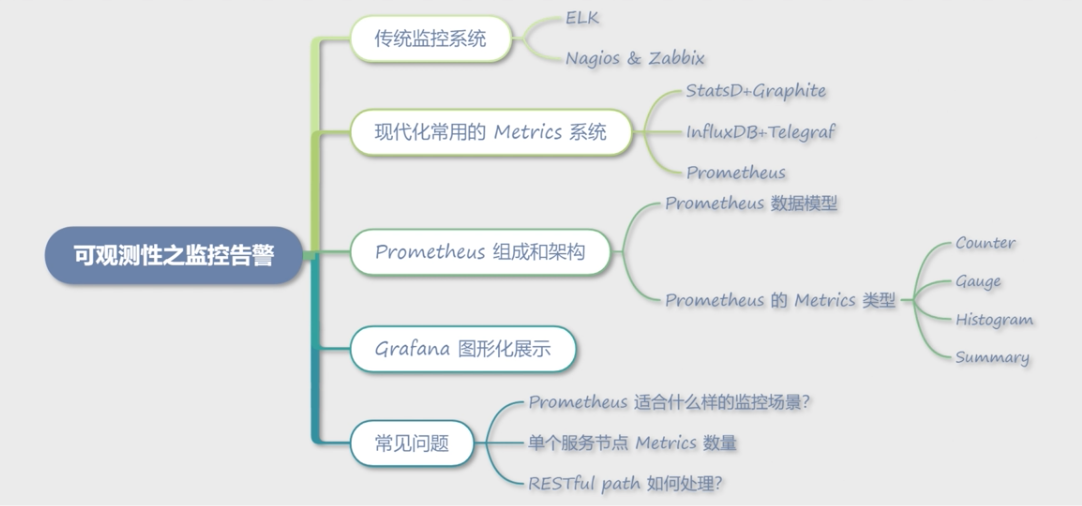 可观测性之监控告警
传统监控系统
ELK
Nagios & Zabbix
现代化常用的 Metrics 系统
StatsD+Graphite
InfluxDB+Telegraf
Prometheus
Prometheus 组成和架构
Prometheus 数据模型
Prometheus 的 Metrics 类型
Counter
Gauge
Histogram
Summary
Grafana 图形化展示
常见问题
Prometheus 适合什么样的监控场景?
单个服务节点 Metrics 数量
RESTful path 如何处理?